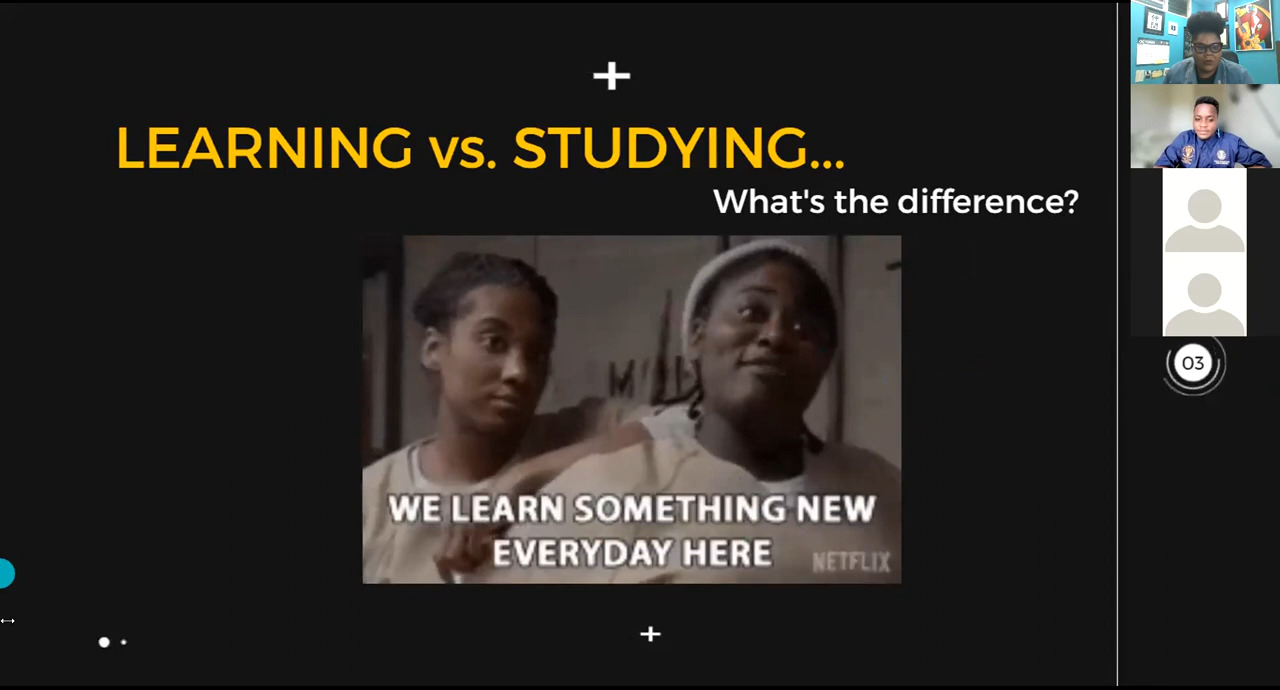 LEARNING vs. STUDYING...
What's the difference?
WE LEARN SOMETHING NEW
EVERYDAY HERE
NETFLIX
03